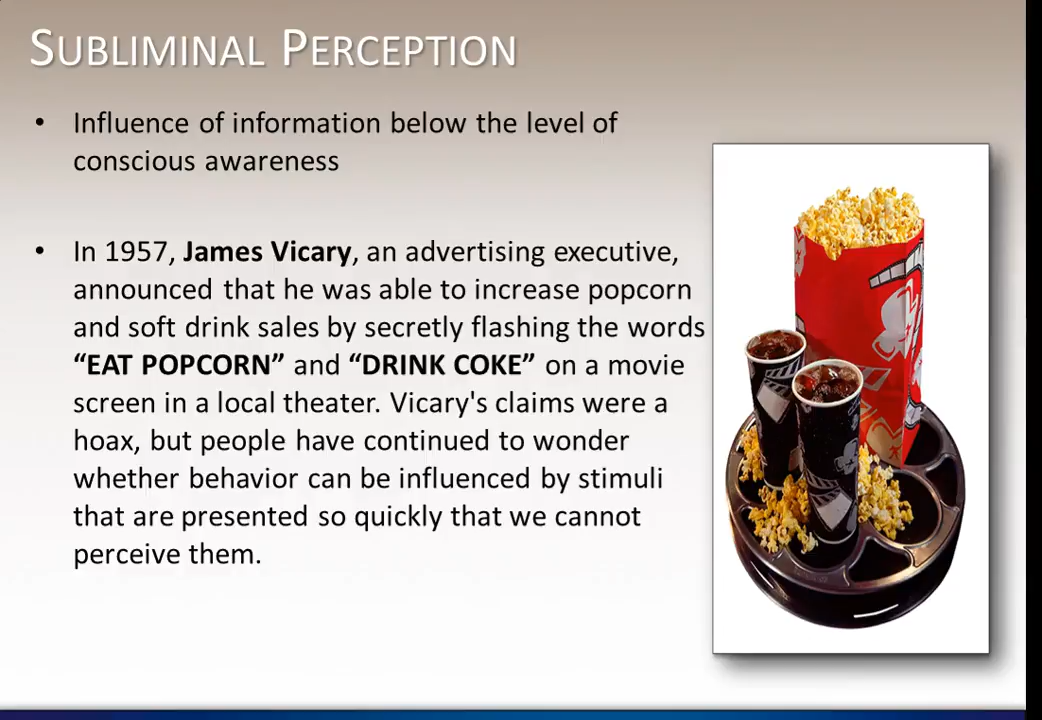 SUBLIMINAL PERCEPTION
• Influence of information below the level of
conscious awareness
• In 1957, James Vicary, an advertising executive,
announced that he was able to increase popcorn
and soft drink sales by secretly flashing the words
“EAT POPCORN” and “DRINK COKE” on a movie
screen in a local theater. Vicary's claims were a
hoax, but people have continued to wonder
whether behavior can be influenced by stimuli
that are presented so quickly that we cannot
perceive them.